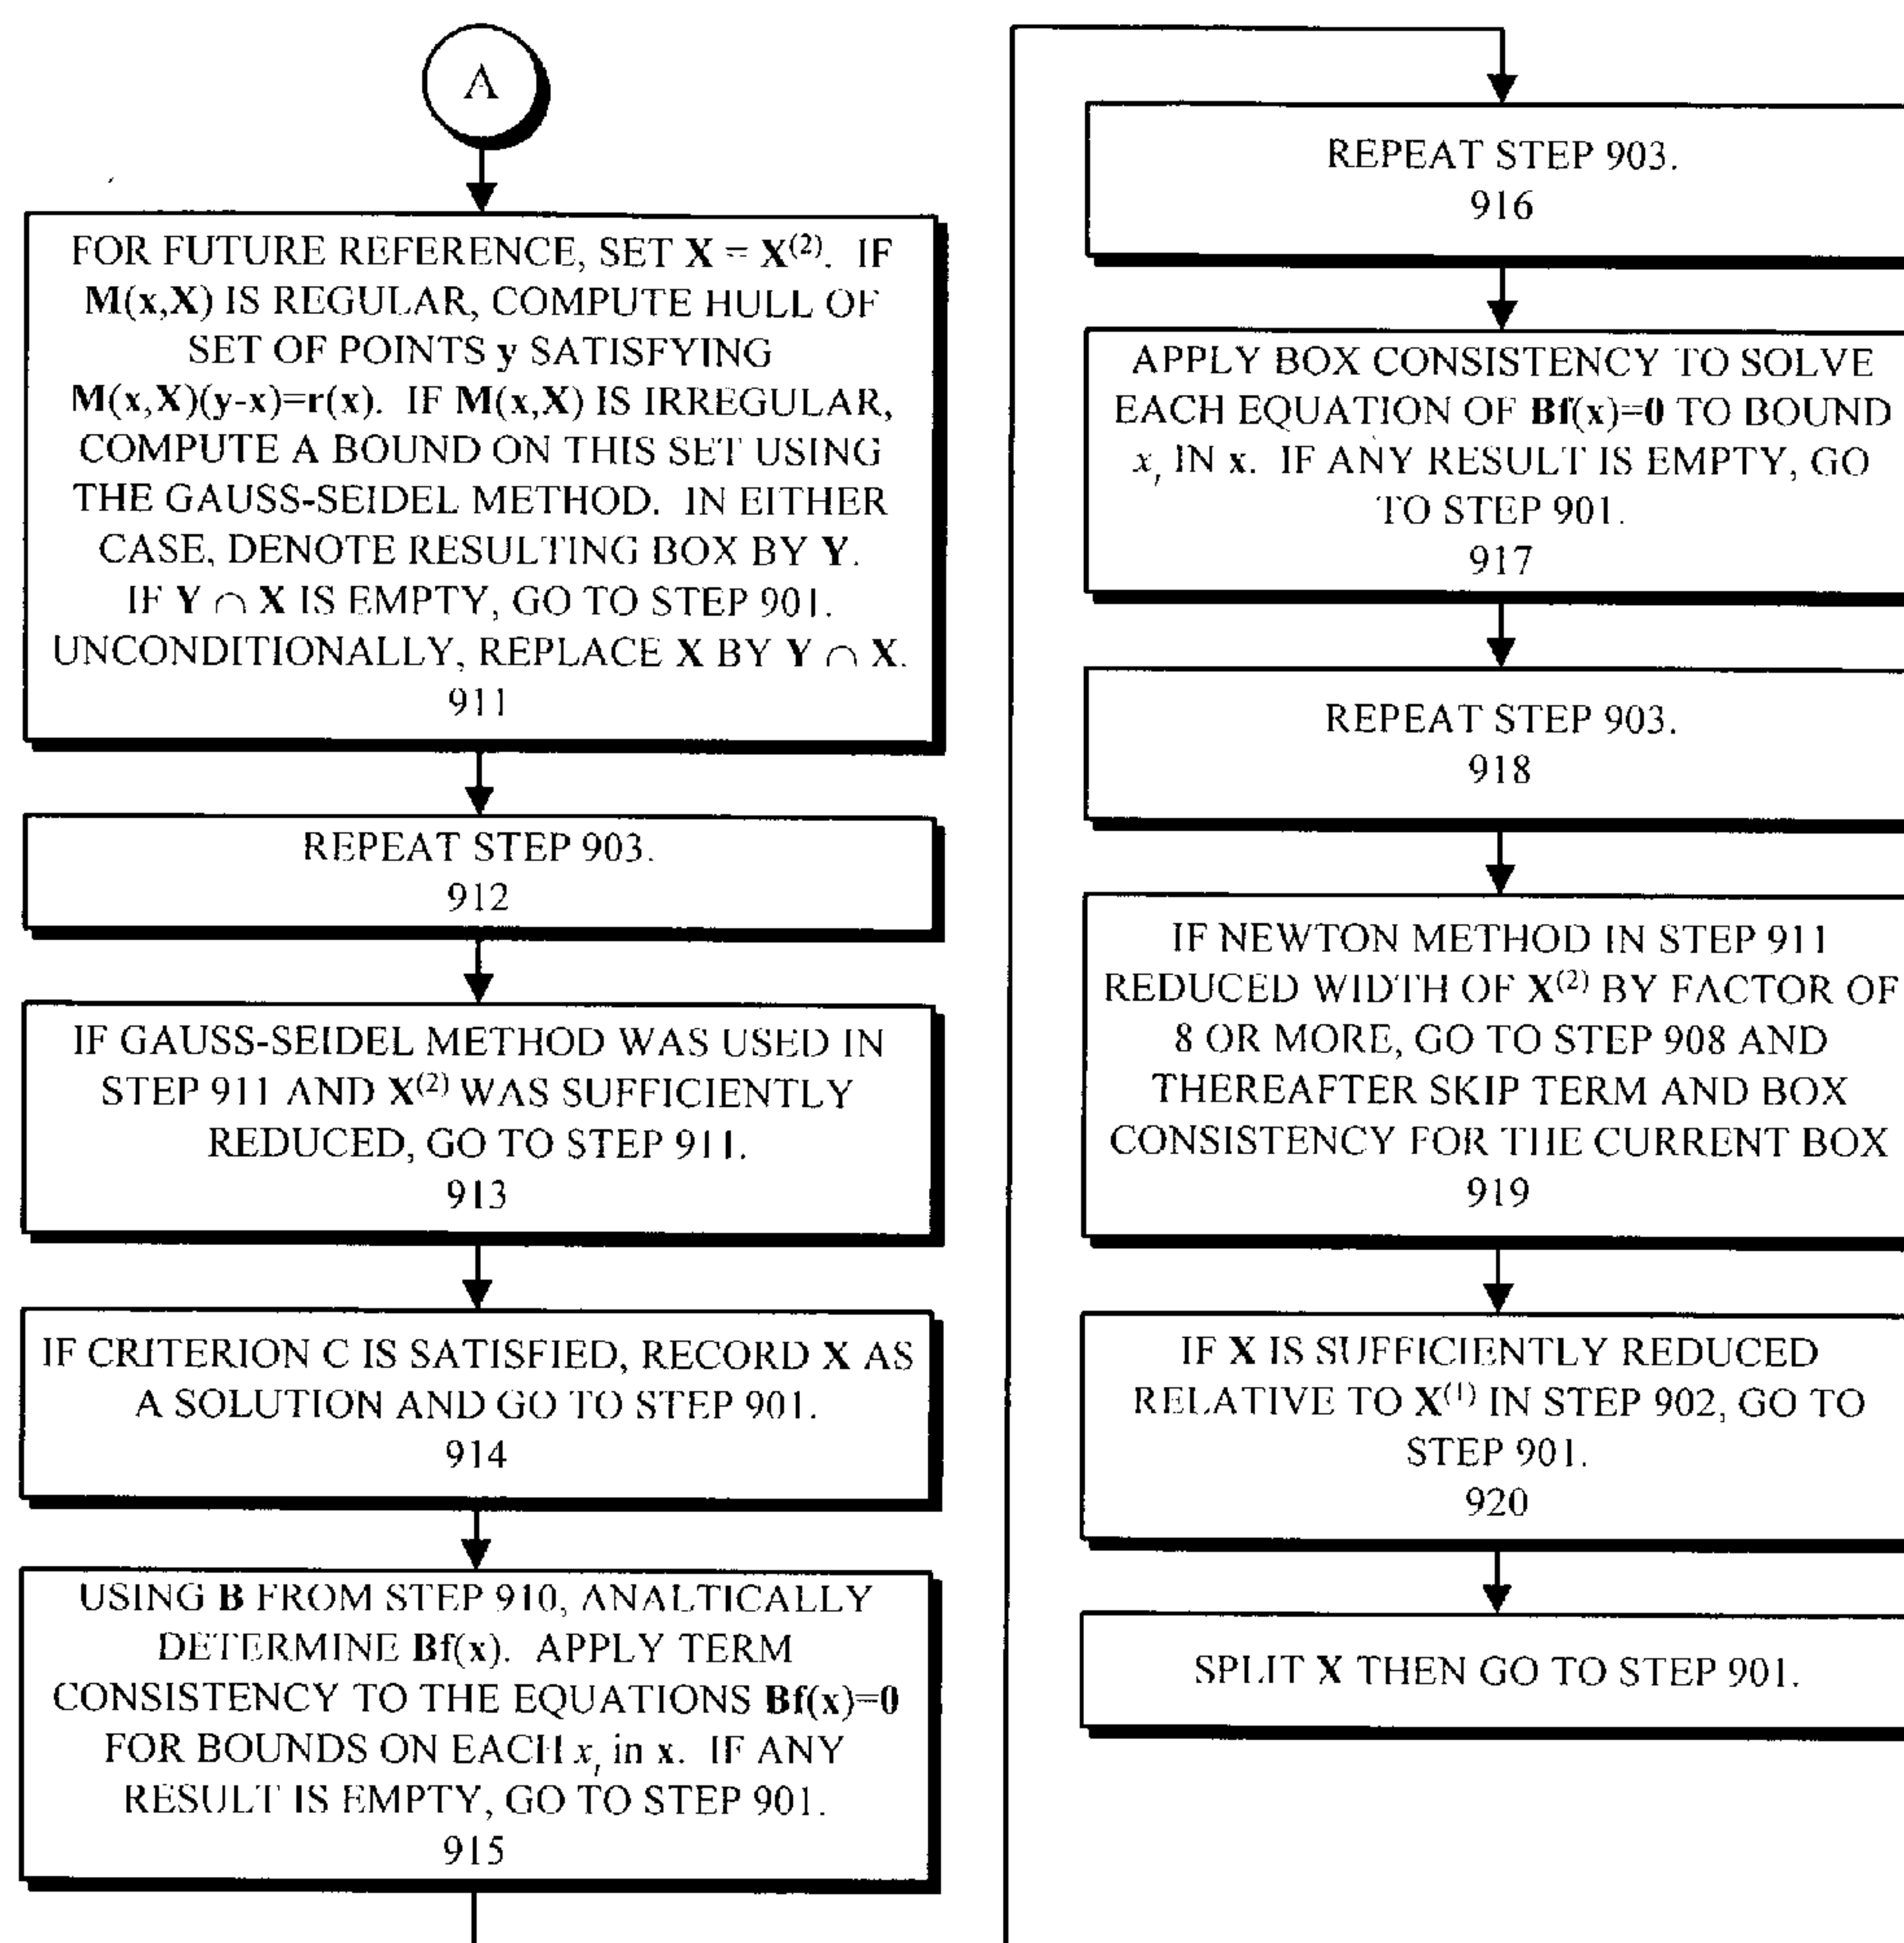 A
FOR FUTURE REFERENCE, SET X = X(2). IF
M(x,X) IS REGULAR, COMPUTE HULL OF
SET OF POINTS y SATISFYING
M(x,X)(y-x)=r(x). IF M(x,X) IS IRREGULAR,
COMPUTE A BOUND ON THIS SET USING
THE GAUSS-SEIDEL METHOD. IN EITHER
CASE, DENOTE RESULTING BOX BY Y.
IF Y ∩ X IS EMPTY, GO TO STEP 901.
UNCONDITIONALLY, REPLACE X BY Y ∩ X.
911
REPEAT STEP 903.
912
IF GAUSS-SEIDEL METHOD WAS USED IN
STEP 911 AND X(2) WAS SUFFICIENTLY
REDUCED, GO TO STEP 911.
913
IF CRITERION C IS SATISFIED, RECORD X AS
A SOLUTION AND GO TO STEP 901.
914
USING B FROM STEP 910, ANALTICALLY
DETERMINE Bf(x). APPLY TERM
CONSISTENCY TO THE EQUATIONS Bf(x)=0
FOR BOUNDS ON EACH xi in x. IF ANY
RESULT IS EMPTY, GO TO STEP 901.
915
REPEAT STEP 903.
916
APPLY BOX CONSISTENCY TO SOLVE
EACH EQUATION OF Bf(x)=0 TO BOUND
xi IN x. IF ANY RESULT IS EMPTY, GO
TO STEP 901.
917
REPEAT STEP 903.
918
IF NEWTON METHOD IN STEP 911
REDUCED WIDTH OF X(2) BY FACTOR OF
8 OR MORE, GO TO STEP 908 AND
THEREAFTER SKIP TERM AND BOX
CONSISTENCY FOR THE CURRENT BOX
919
IF X IS SUFFICIENTLY REDUCED
RELATIVE TO X(1) IN STEP 902, GO TO
STEP 901.
920
SPLIT X THEN GO TO STEP 901.